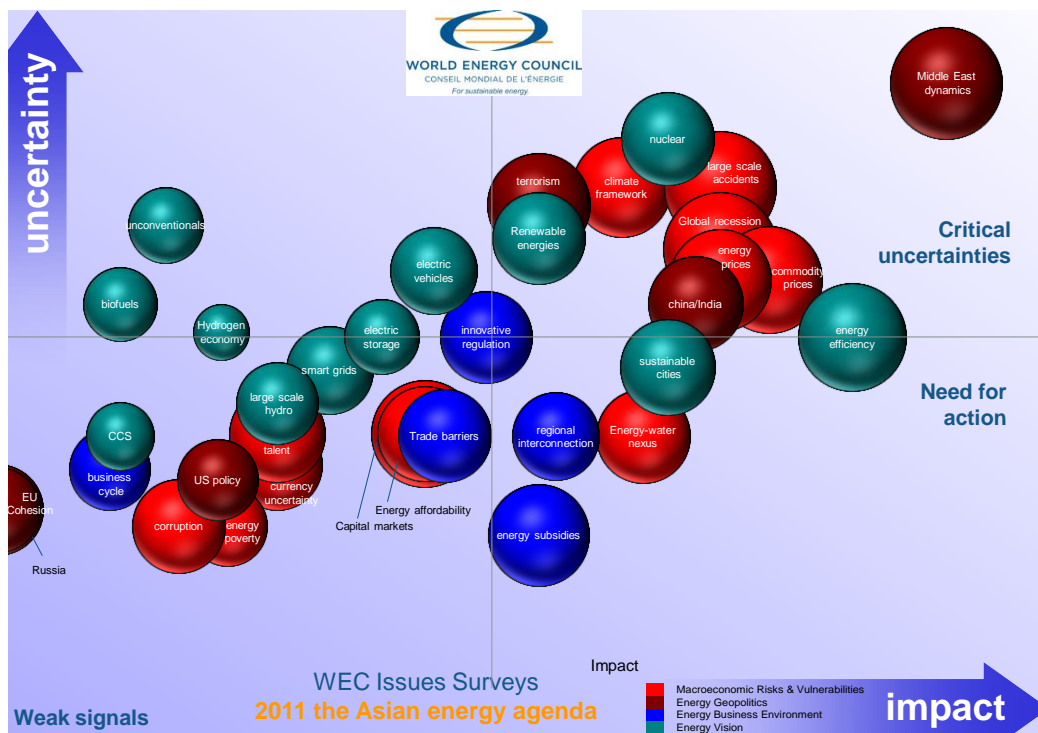 uncertainty
WORLD ENERGY COUNCIL
CONSEIL MONDIAL DE L'ÉNERGIE
For sustainable energy.
Middle East
dynamics
nuclear
large scale
accidents
terrorism
climate
framework
unconventionals
Global recession
Renewable
energies
Critical
uncertainties
energy
prices
electric
vehicles
commodity
prices
biofuels
china/India
Hydrogen
economy
electric
storage
innovative
regulation
energy
efficiency
smart grids
sustainable
cities
large scale
hydro
Need for
action
CCS
talent
Trade barriers
regional
interconnection
Energy-water
nexus
business
cycle
US policy
currency
uncertainty
EU
Cohesion
Energy affordability
Capital markets
corruption
energy
poverty
energy subsidies
Russia
Impact
WEC Issues Surveys
2011 the Asian energy agenda
Weak signals
Macroeconomic Risks & Vulnerabilities
Energy Geopolitics
Energy Business Environment
Energy Vision
impact